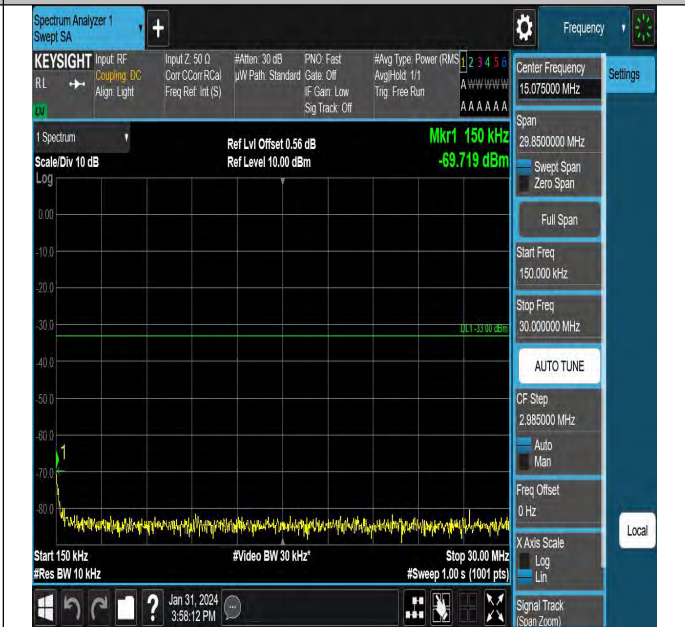 Spectrum Analyzer 1
Swept SA
+
Frequency
KEYSIGHT
RL
Input: RF
Coupling: DC
Align: Light
Input Z: 50 Ω
Corr CCorr RCal
Freq Ref: Int (S)
#Atten: 30 dB
µW Path: Standard
PNO: Fast
Gate: Off
IF Gain: Low
Sig Track: Off
#Avg Type: Power (RMS
Avg|Hold: 1/1
Trig: Free Run
1 2 3 4 5 6
A W W W W W
A A A A A A
1 Spectrum
Scale/Div 10 dB
Log
Ref Lvl Offset 0.56 dB
Ref Level 10.00 dBm
Mkr1 150 kHz
-69.719 dBm
0.00
-10.0
-20.0
-30.0
DL1 -33.00 dBm
-40.0
-50.0
-60.0
1
-70.0
-80.0
Start 150 kHz
#Res BW 10 kHz
#Video BW 30 kHz*
Stop 30.00 MHz
#Sweep 1.00 s (1001 pts)
?
Jan 31, 2024
3:58:12 PM
Center Frequency
15.075000 MHz
Settings
Span
29.8500000 MHz
Swept Span
Zero Span
Full Span
Start Freq
150.000 kHz
Stop Freq
30.000000 MHz
AUTO TUNE
CF Step
2.985000 MHz
Auto
Man
Freq Offset
0 Hz
Local
X Axis Scale
Log
Lin
Signal Track
(Span Zoom)